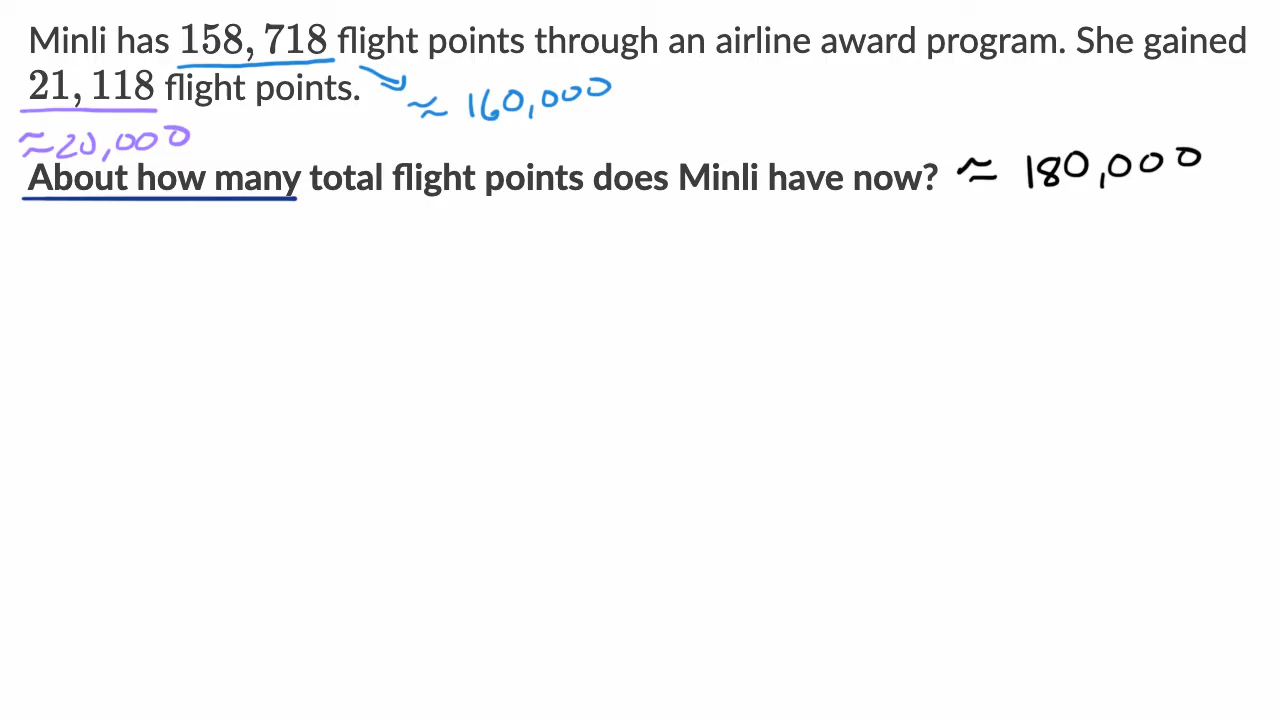 Minli has 158,718 flight points through an airline award program. She gained
21,118 flight points.
≈ 160,000
≈20,000
About how many total flight points does Minli have now? ≈ 180,000